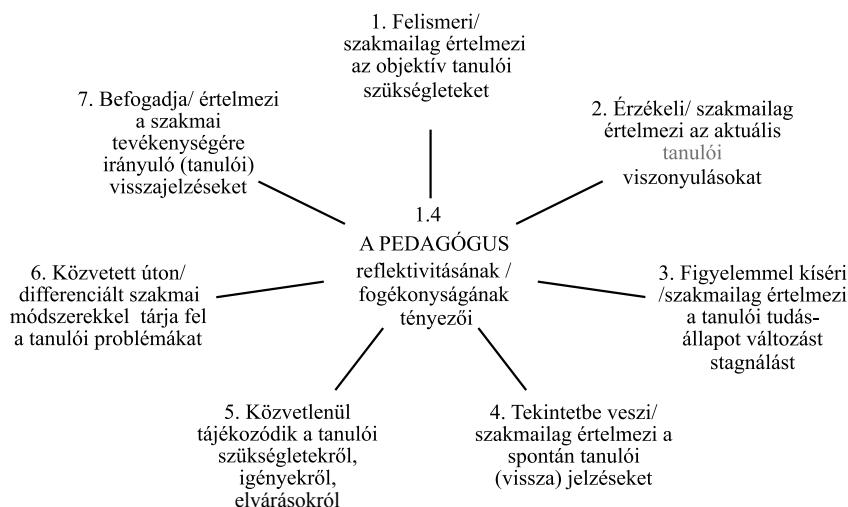 1. Felismeri/
szakmailag értelmezi
az objektív tanulói
szükségleteket
2. Érzékeli/ szakmailag
értelmezi az aktuális
tanulói
viszonyulásokat
3. Figyelemmel kíséri
/szakmailag értelmezi
a tanulói tudás-
állapot változást
stagnálást
4. Tekintetbe veszi/
szakmailag értelmezi a
spontán tanulói
(vissza) jelzéseket
5. Közvetlenül
tájékozódik a tanulói
szükségletekről,
igényekről,
elvárásokról
6. Közvetett úton/
differenciált szakmai
módszerekkel tárja fel
a tanulói problémákat
7. Befogadja/ értelmezi
a szakmai
tevékenységére
irányuló (tanulói)
visszajelzéseket
1.4
A PEDAGÓGUS
reflektivitásának /
fogékonyságának
tényezői